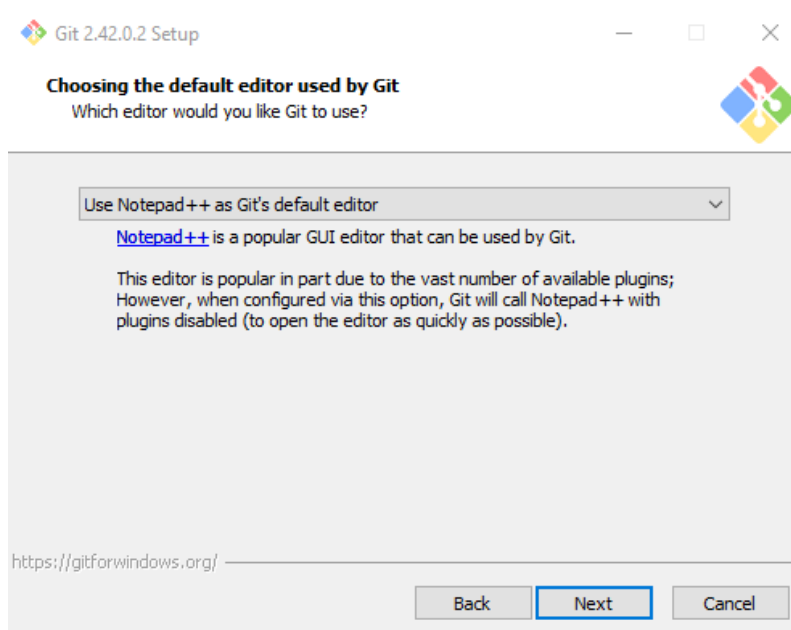 Git 2.42.0.2 Setup
Choosing the default editor used by Git
Which editor would you like Git to use?
Use Notepad++ as Git's default editor
Notepad++ is a popular GUI editor that can be used by Git.
This editor is popular in part due to the vast number of available plugins;
However, when configured via this option, Git will call Notepad++ with
plugins disabled (to open the editor as quickly as possible).
https://gitforwindows.org/
Back Next Cancel